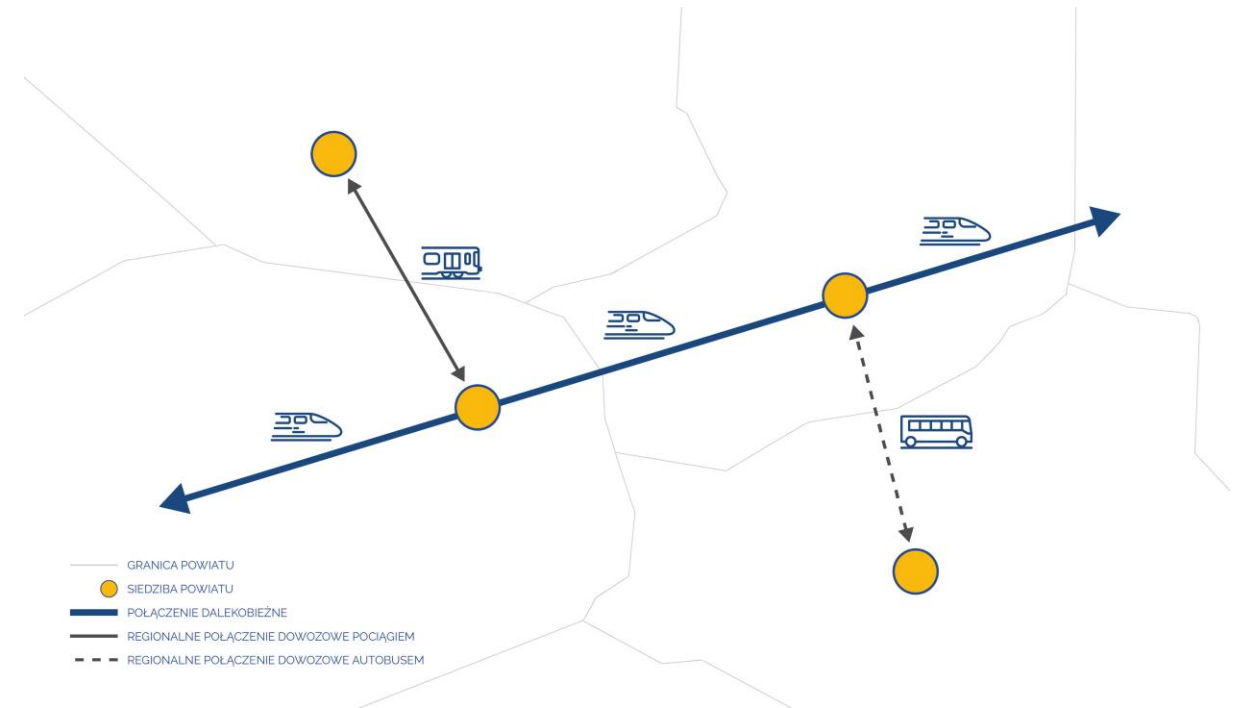 GRANICA POWIATU
SIEDZIBA POWIATU
POŁĄCZENIE DALEKOBIEŻNE
REGIONALNE POŁĄCZENIE DOWOZOWE POCIĄGIEM
REGIONALNE POŁĄCZENIE DOWOZOWE AUTOBUSEM